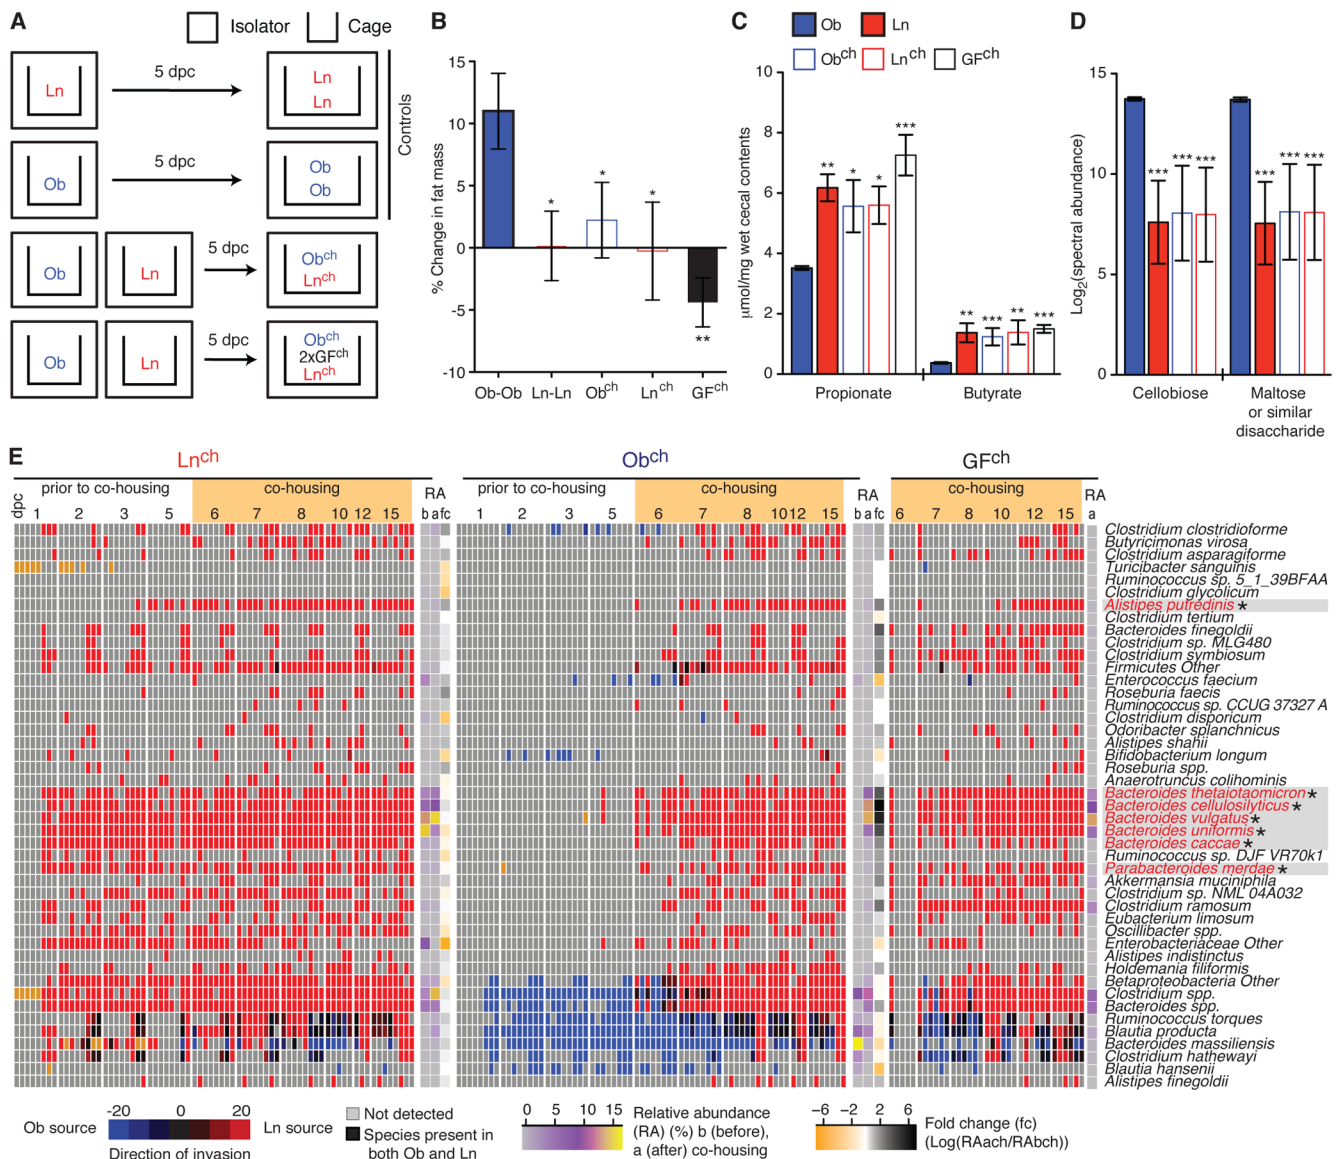 A
Isolator
Cage
Ln
5 dpc
Ln
Ln
Ob
5 dpc
Ob
Ob
Controls
Ob
Ln
5 dpc
Obch
Lnch
Ob
Ln
5 dpc
Obch
2xGFch
Lnch
B
% Change in fat mass
15
10
5
0
-5
-10
*
*
*
**
Ob-Ob Ln-Ln Obch Lnch GFch
C
Ob Ln
Obch Lnch GFch
µmol/mg wet cecal contents
10
8
6
4
2
0
** * * ***
** *** ** ***
Propionate Butyrate
D
Log2(spectral abundance)
15
10
5
0
*** *** ***
*** *** ***
Cellobiose
Maltose
or similar
disaccharide
E
Lnch
Obch
GFch
prior to co-housing co-housing RA
prior to co-housing co-housing RA
co-housing RA
dpc 1 2 3 5 6 7 8 10 12 15 b a fc
1 2 3 5 6 7 8 10 12 15 b a fc
6 7 8 10 12 15 a
Clostridium clostridioforme
Butyricimonas virosa
Clostridium asparagiforme
Turicibacter sanguinis
Ruminococcus sp. 5_1_39BFAA
Clostridium glycolicum
Alistipes putredinis *
Clostridium tertium
Bacteroides finegoldii
Clostridium sp. MLG480
Clostridium symbiosum
Firmicutes Other
Enterococcus faecium
Roseburia faecis
Ruminococcus sp. CCUG 37327 A
Clostridium disporicum
Odoribacter splanchnicus
Alistipes shahii
Bifidobacterium longum
Roseburia spp.
Anaerotruncus colihominis
Bacteroides thetaiotaomicron *
Bacteroides cellulosilyticus *
Bacteroides vulgatus *
Bacteroides uniformis *
Bacteroides caccae *
Ruminococcus sp. DJF VR70k1
Parabacteroides merdae *
Akkermansia muciniphila
Clostridium sp. NML 04A032
Clostridium ramosum
Eubacterium limosum
Oscillibacter spp.
Enterobacteriaceae Other
Alistipes indistinctus
Holdemania filiformis
Betaproteobacteria Other
Clostridium spp.
Bacteroides spp.
Ruminococcus torques
Blautia producta
Bacteroides massiliensis
Clostridium hathewayi
Blautia hansenii
Alistipes finegoldii
-20 0 20
Ob source
Ln source
Direction of invasion
Not detected
Species present in
both Ob and Ln
0 5 10 15
Relative abundance
(RA) (%) b (before),
a (after) co-housing
−6 −2 2 6
Fold change (fc)
(Log(RAach/RAbch))